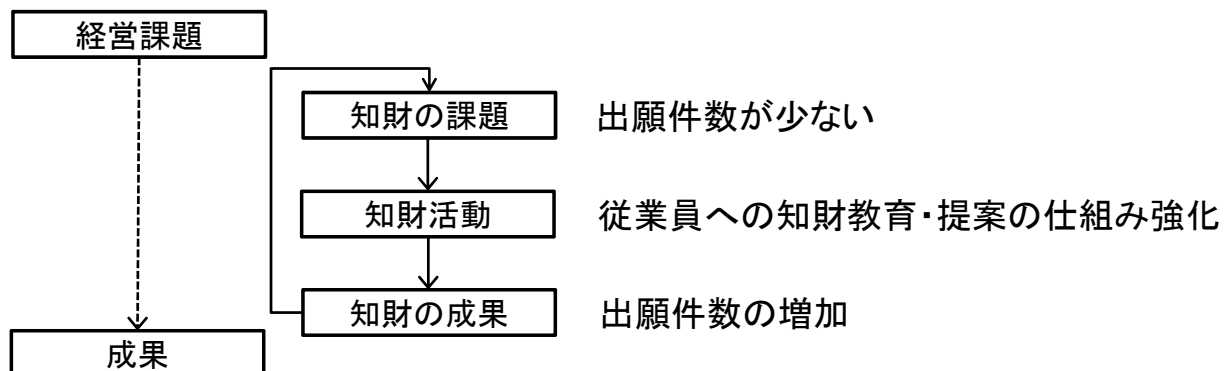 経営課題
知財の課題 出願件数が少ない
知財活動 従業員への知財教育・提案の仕組み強化
知財の成果 出願件数の増加
成果